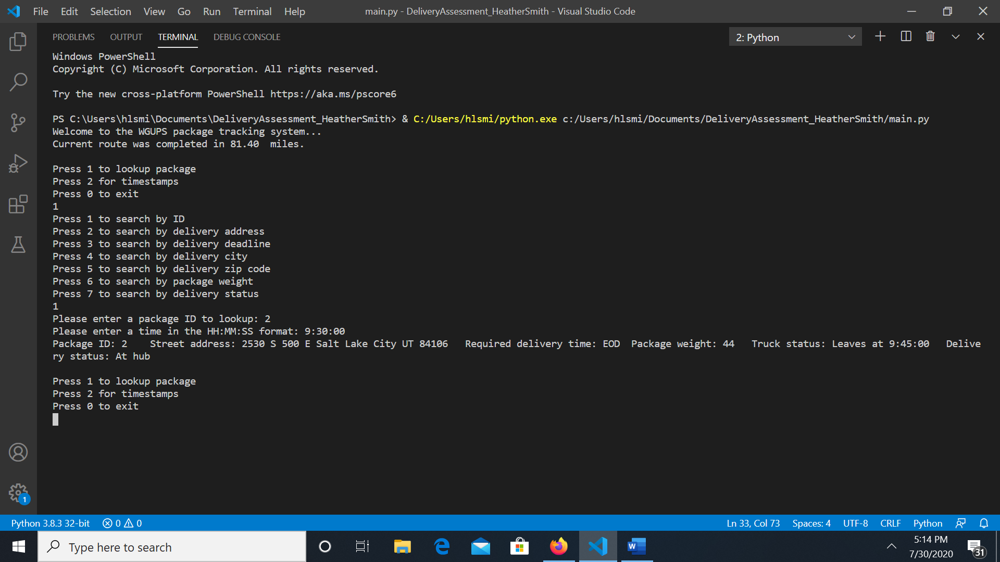 File Edit Selection View Go Run Terminal Help main.py - DeliveryAssessment_HeatherSmith - Visual Studio Code
PROBLEMS OUTPUT TERMINAL DEBUG CONSOLE 2: Python
Windows PowerShell
Copyright (C) Microsoft Corporation. All rights reserved.
Try the new cross-platform PowerShell https://aka.ms/pscore6
PS C:\Users\hlsmi\Documents\DeliveryAssessment_HeatherSmith> & C:/Users/hlsmi/python.exe c:/Users/hlsmi/Documents/DeliveryAssessment_HeatherSmith/main.py
Welcome to the WGUPS package tracking system...
Current route was completed in 81.40  miles.
Press 1 to lookup package
Press 2 for timestamps
Press 0 to exit
1
Press 1 to search by ID
Press 2 to search by delivery address
Press 3 to search by delivery deadline
Press 4 to search by delivery city
Press 5 to search by delivery zip code
Press 6 to search by package weight
Press 7 to search by delivery status
1
Please enter a package ID to lookup: 2
Please enter a time in the HH:MM:SS format: 9:30:00
Package ID: 2    Street address: 2530 S 500 E Salt Lake City UT 84106   Required delivery time: EOD  Package weight: 44   Truck status: Leaves at 9:45:00   Delive
ry status: At hub
Press 1 to lookup package
Press 2 for timestamps
Press 0 to exit
1
Python 3.8.3 32-bit 0 0 Ln 33, Col 73 Spaces: 4 UTF-8 CRLF Python
Type here to search
W
5:14 PM
7/30/2020
31